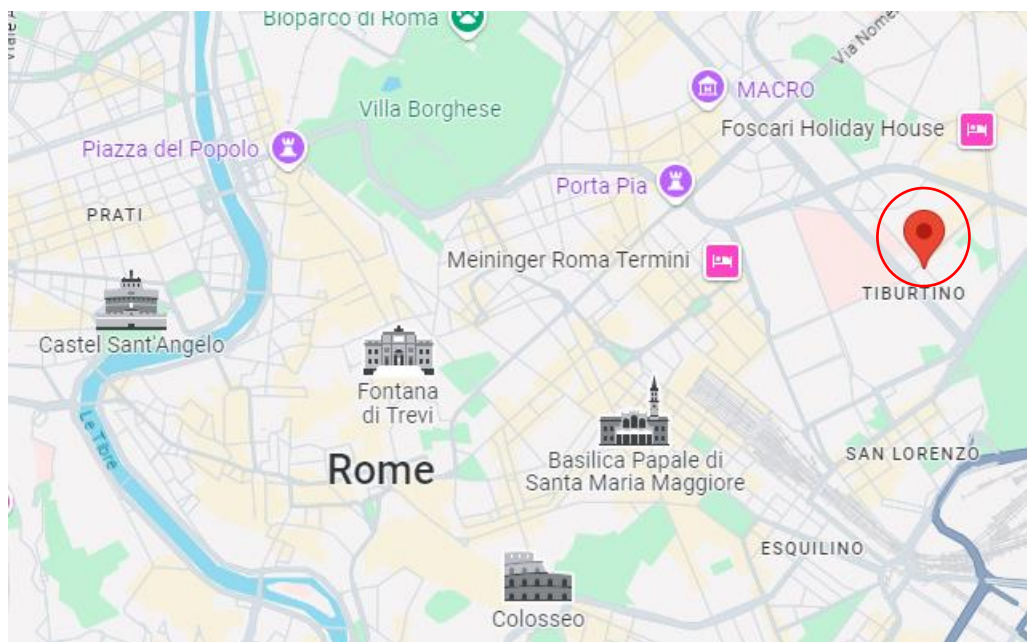 Bioparco di Roma
Via Nomen
MACRO
Villa Borghese
Foscari Holiday House
Piazza del Popolo
Porta Pia
PRATI
Meininger Roma Termini
TIBURTINO
Castel Sant'Angelo
Fontana
di Trevi
Le Tibre
Rome
Basilica Papale di
Santa Maria Maggiore
SAN LORENZO
ESQUILINO
Colosseo